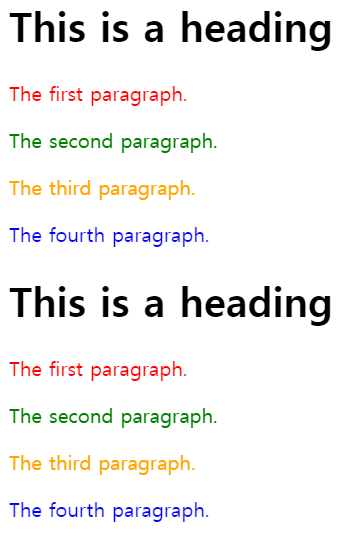 This is a heading
The first paragraph.
The second paragraph.
The third paragraph.
The fourth paragraph.
This is a heading
The first paragraph.
The second paragraph.
The third paragraph.
The fourth paragraph.